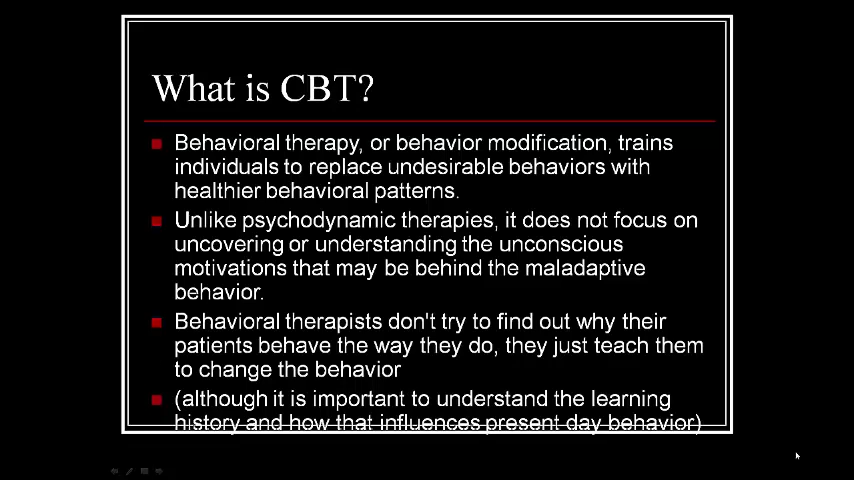 What is CBT?
Behavioral therapy, or behavior modification, trains
individuals to replace undesirable behaviors with
healthier behavioral patterns.
Unlike psychodynamic therapies, it does not focus on
uncovering or understanding the unconscious
motivations that may be behind the maladaptive
behavior.
Behavioral therapists don't try to find out why their
patients behave the way they do, they just teach them
to change the behavior
(although it is important to understand the learning
history and how that influences present day behavior)